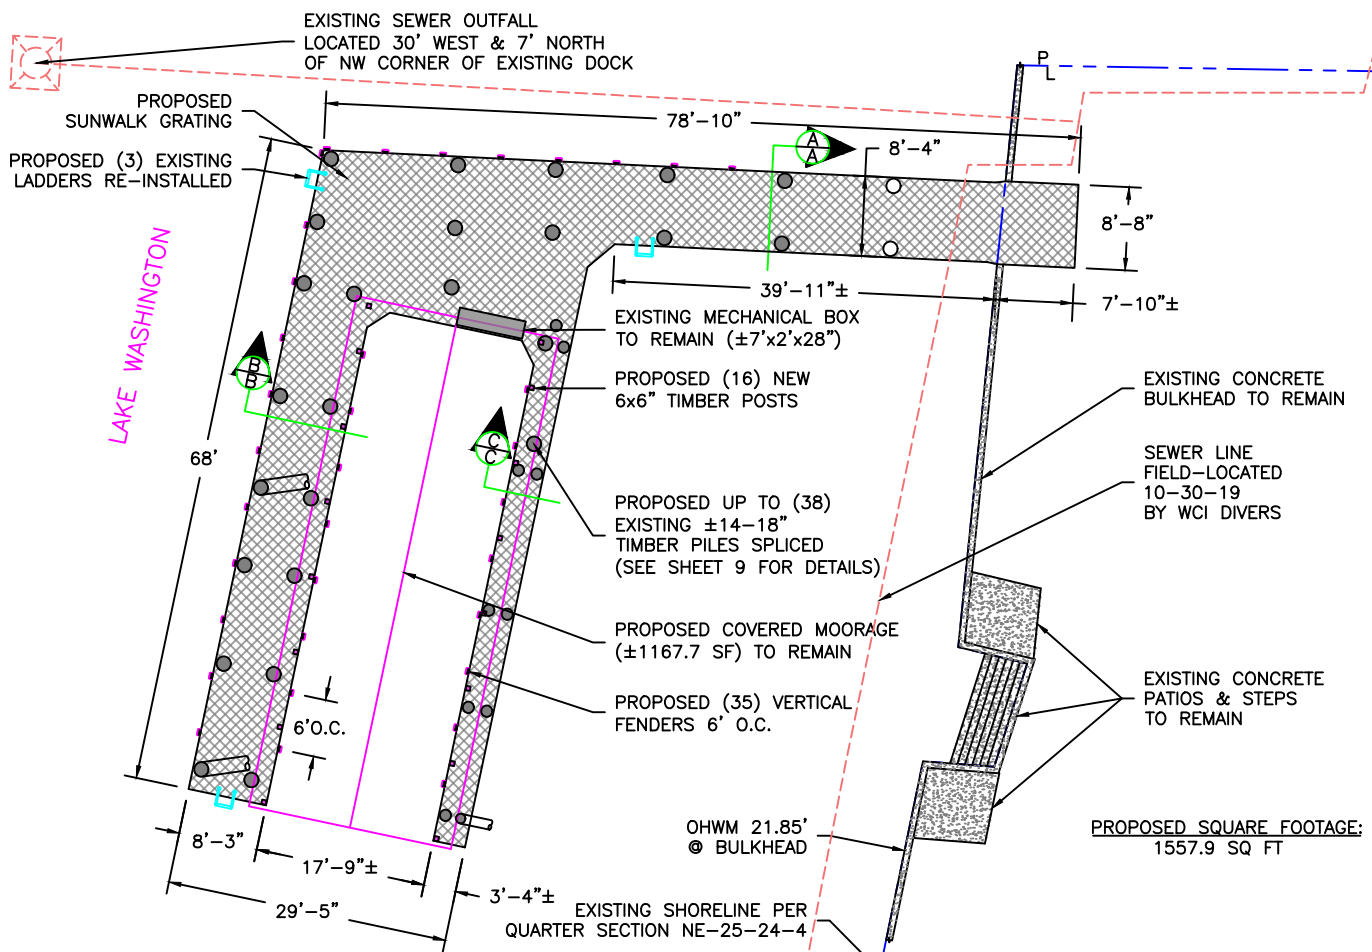 EXISTING SEWER OUTFALL
LOCATED 30' WEST & 7' NORTH
OF NW CORNER OF EXISTING DOCK
PROPOSED
SUNWALK GRATING
PROPOSED (3) EXISTING
LADDERS RE-INSTALLED
78'-10"
A
A
8'-4"
PL
8'-8"
39'-11"±
7'-10"±
LAKE WASHINGTON
68'
B
B
C
C
EXISTING MECHANICAL BOX
TO REMAIN (±7'x2'x28")
PROPOSED (16) NEW
6x6" TIMBER POSTS
PROPOSED UP TO (38)
EXISTING ±14-18"
TIMBER PILES SPLICED
(SEE SHEET 9 FOR DETAILS)
PROPOSED COVERED MOORAGE
(±1167.7 SF) TO REMAIN
PROPOSED (35) VERTICAL
FENDERS 6' O.C.
EXISTING CONCRETE
BULKHEAD TO REMAIN
SEWER LINE
FIELD-LOCATED
10-30-19
BY WCI DIVERS
EXISTING CONCRETE
PATIOS & STEPS
TO REMAIN
6'O.C.
8'-3"
17'-9"±
3'-4"±
29'-5"
OHWM 21.85'
@ BULKHEAD
PROPOSED SQUARE FOOTAGE:
1557.9 SQ FT
EXISTING SHORELINE PER
QUARTER SECTION NE-25-24-4